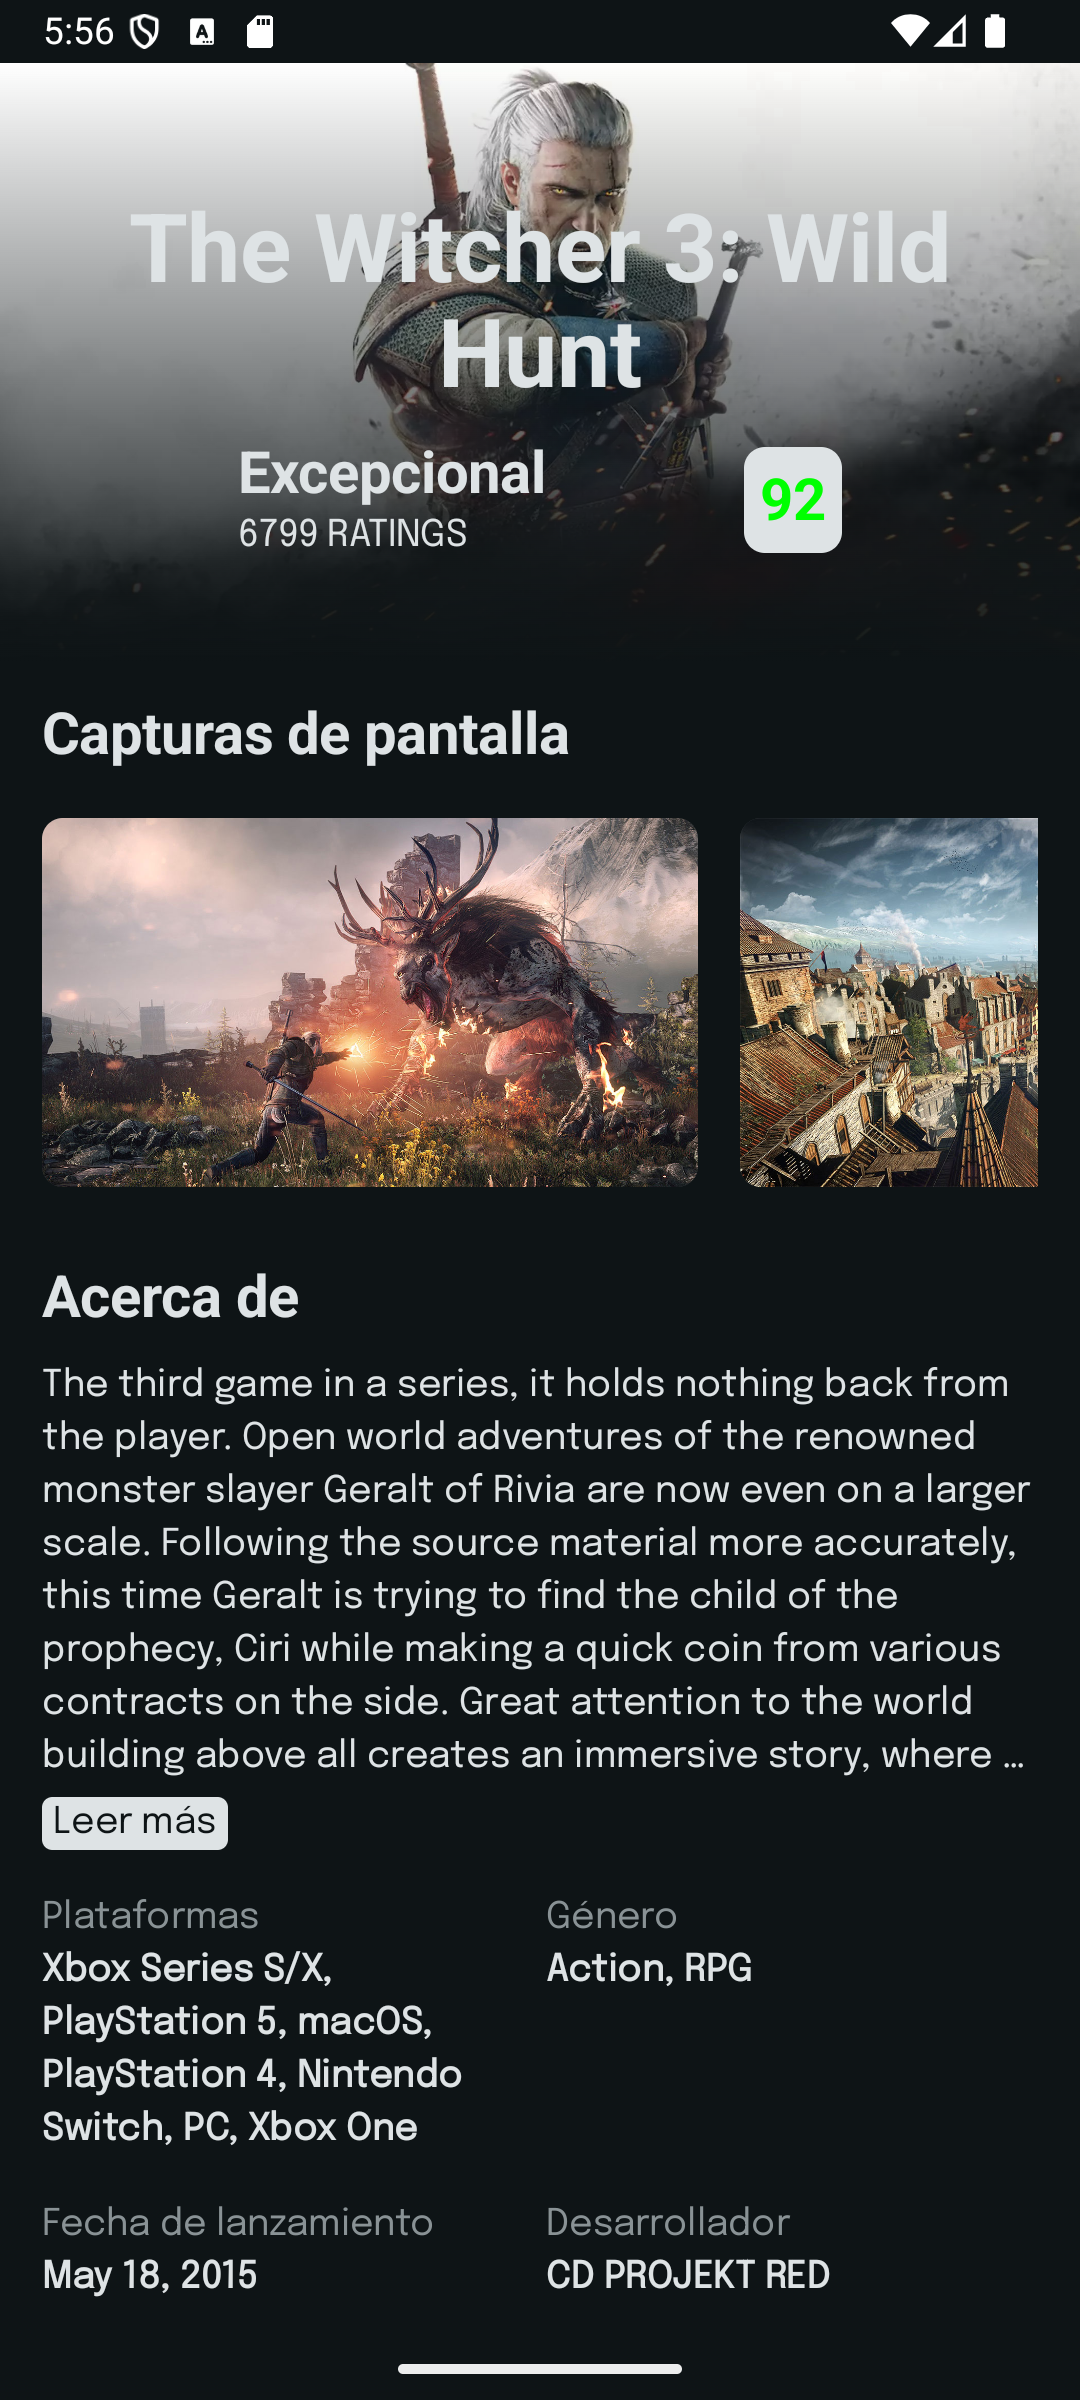 5:56
The Witcher 3: Wild
Hunt
Excepcional
6799 RATINGS
92
Capturas de pantalla
Acerca de
The third game in a series, it holds nothing back from
the player. Open world adventures of the renowned
monster slayer Geralt of Rivia are now even on a larger
scale. Following the source material more accurately,
this time Geralt is trying to find the child of the
prophecy, Ciri while making a quick coin from various
contracts on the side. Great attention to the world
building above all creates an immersive story, where …
Leer más
Plataformas
Xbox Series S/X,
PlayStation 5, macOS,
PlayStation 4, Nintendo
Switch, PC, Xbox One
Género
Action, RPG
Fecha de lanzamiento
May 18, 2015
Desarrollador
CD PROJEKT RED